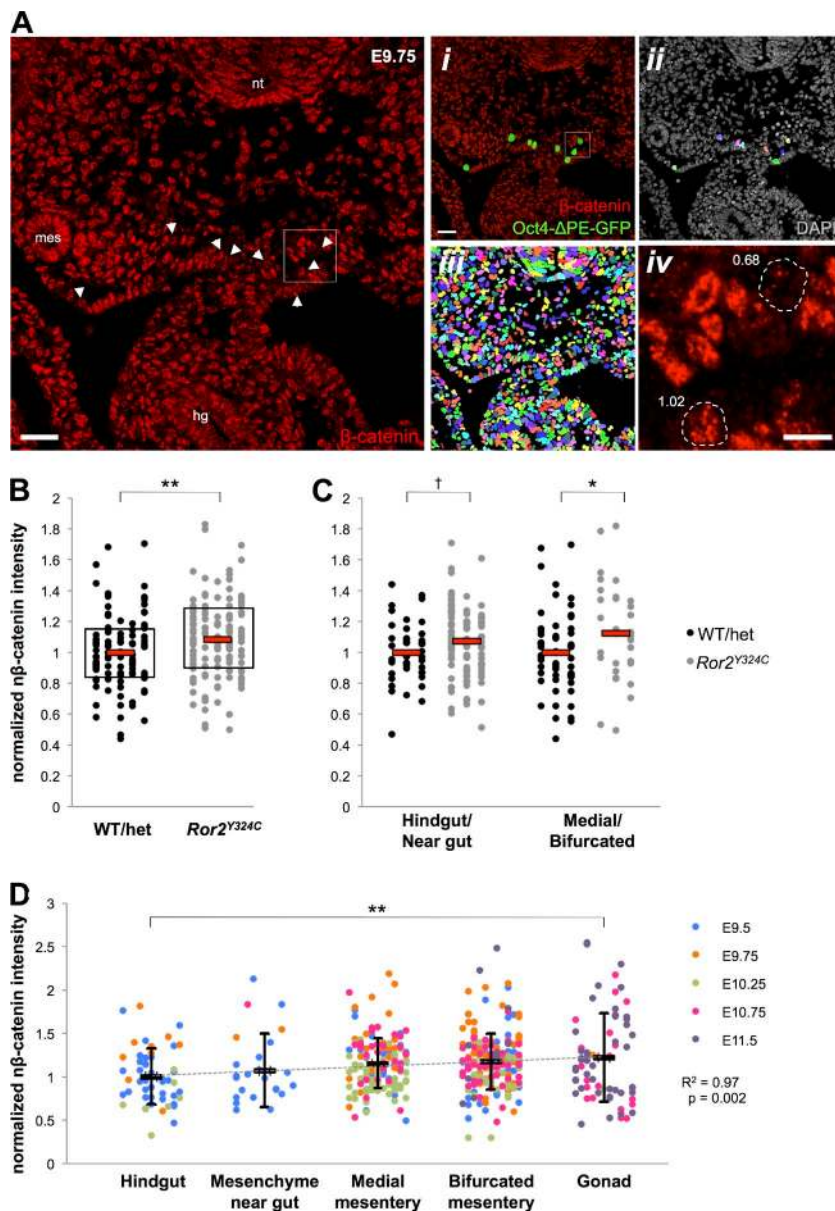 A
E9.75
nt
mes
hg
β-catenin
i
β-catenin
Oct4-ΔPE-GFP
ii
DAPI
iii
iv
0.68
1.02
B
**
normalized nβ-catenin intensity
2
1.8
1.6
1.4
1.2
1
0.8
0.6
0.4
0.2
0
WT/het
Ror2Y324C
C
†
*
2
1.8
1.6
1.4
1.2
1
0.8
0.6
0.4
0.2
0
Hindgut/
Near gut
Medial/
Bifurcated
WT/het
Ror2Y324C
D
**
normalized nβ-catenin intensity
3
2.5
2
1.5
1
0.5
0
Hindgut
Mesenchyme
near gut
Medial
mesentery
Bifurcated
mesentery
Gonad
E9.5
E9.75
E10.25
E10.75
E11.5
R2 = 0.97
p = 0.002